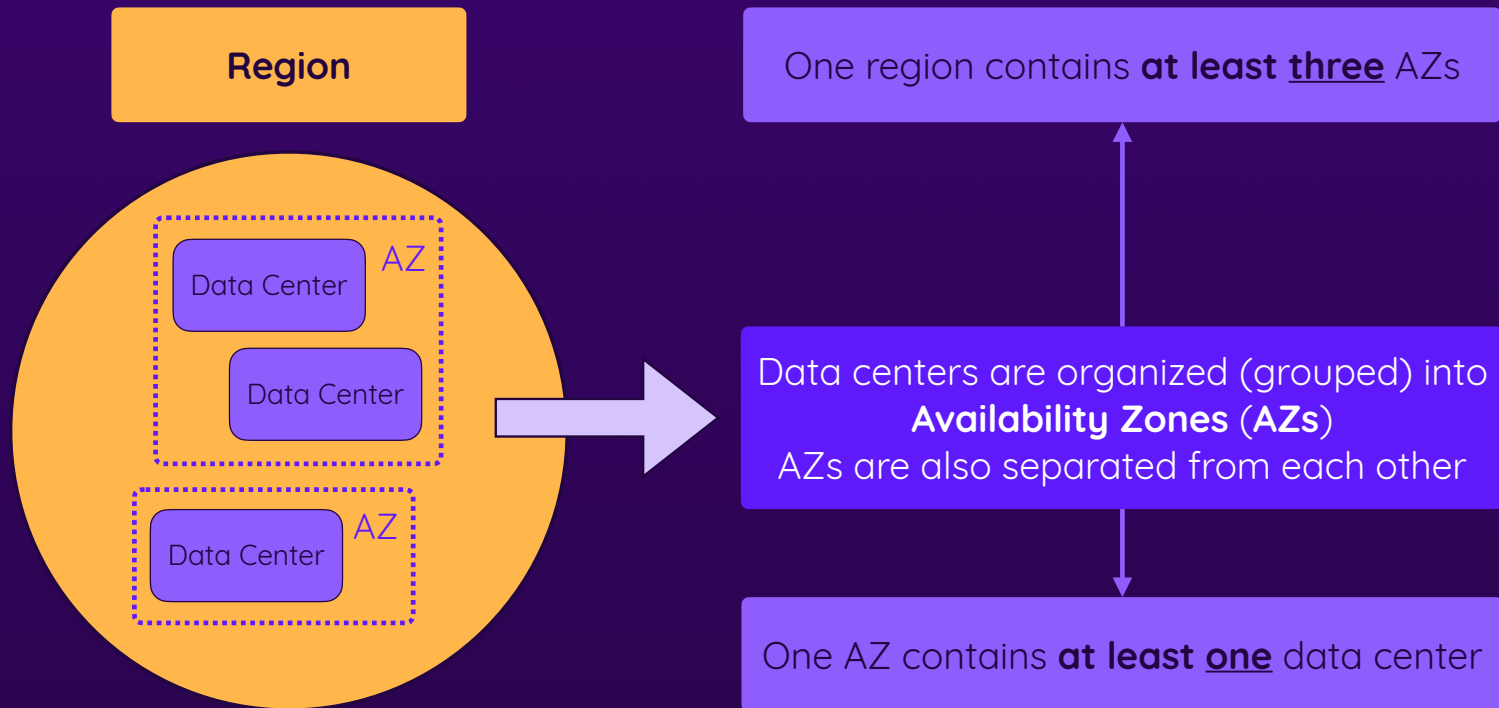 Region
One region contains at least three AZs
AZ
Data Center
Data Center
AZ
Data Center
Data centers are organized (grouped) into
Availability Zones (AZs)
AZs are also separated from each other
One AZ contains at least one data center